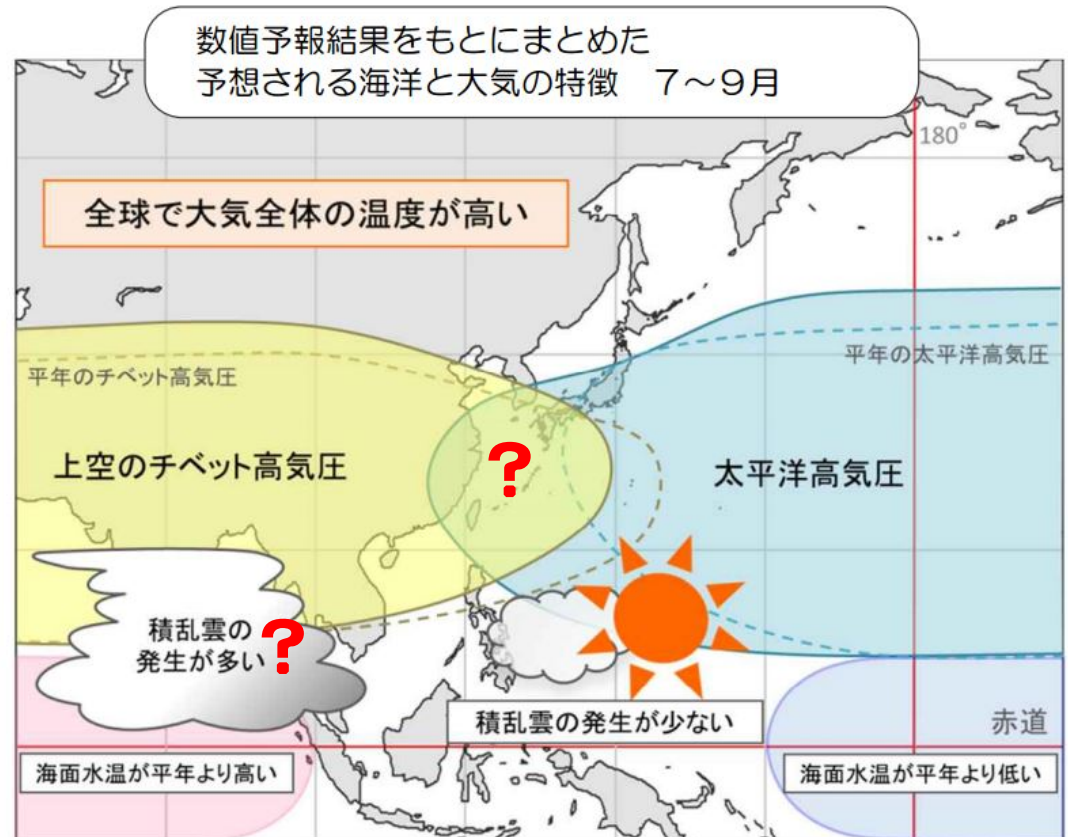 数値予報結果をもとにまとめた
予想される海洋と大気の特徴　7～9月
180°
全球で大気全体の温度が高い
平年の太平洋高気圧
平年のチベット高気圧
上空のチベット高気圧
?
太平洋高気圧
積乱雲の
発生が多い
?
積乱雲の発生が少ない
赤道
海面水温が平年より高い
海面水温が平年より低い